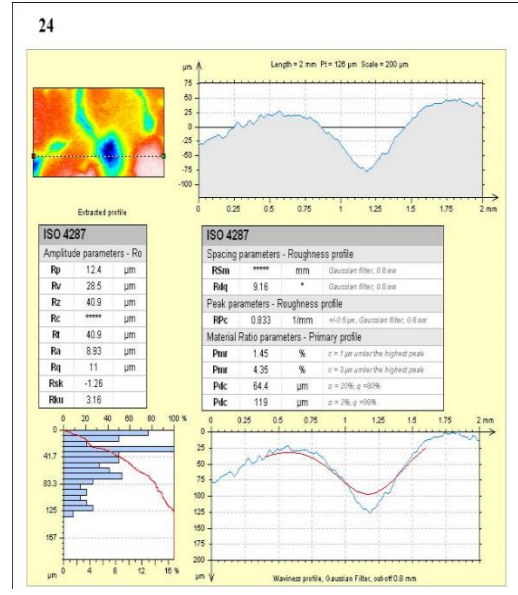 24
Length = 2 mm Pt = 126 µm Scale = 200 µm
µm
75
50
25
0
-25
-50
-75
-100
0 0.25 0.5 0.75 1 1.25 1.5 1.75 2 mm
Extracted profile
ISO 4287
Amplitude parameters - Ro
Rp 12.4 µm
Rv 28.5 µm
Rz 40.9 µm
Rc ***** µm
Rt 40.9 µm
Ra 8.93 µm
Rq 11 µm
Rsk -1.26
Rku 3.16
ISO 4287
Spacing parameters - Roughness profile
RSm ***** mm Gaussian filter, 0.8 mm
Rdq 9.16 ° Gaussian filter, 0.8 mm
Peak parameters - Roughness profile
RPc 0.833 1/mm +/-0.5 µm, Gaussian filter, 0.8 mm
Material Ratio parameters - Primary profile
Pmr 1.45 % c = 1 µm under the highest peak
Pmr 4.35 % c = 3 µm under the highest peak
Pdc 64.4 µm p = 20%, q = 80%
Pdc 119 µm p = 2%, q = 98%
0 20 40 60 80 100 %
0
41.7
83.3
125
167
µm
0 4 8 12 16 %
0 0.25 0.5 0.75 1 1.25 1.5 1.75 2 mm
0
25
50
75
100
125
150
175
200
µm
Waviness profile, Gaussian Filter, cut-off 0.8 mm